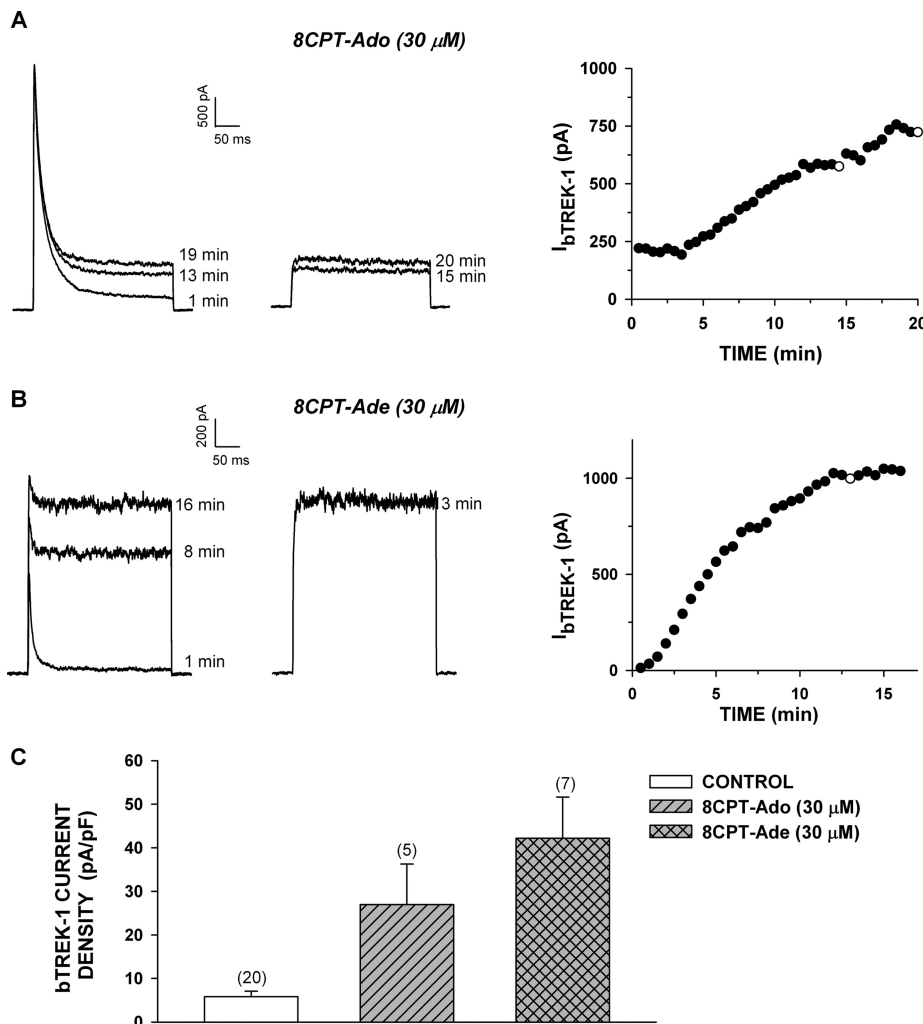 A
8CPT-Ado (30 μM)
500 pA
50 ms
19 min
13 min
1 min
20 min
15 min
IbTREK-1 (pA)
1000
750
500
250
0
0 5 10 15 20
TIME (min)
B
8CPT-Ade (30 μM)
200 pA
50 ms
16 min
8 min
1 min
3 min
IbTREK-1 (pA)
1000
500
0
0 5 10 15
TIME (min)
C
bTREK-1 CURRENT
DENSITY (pA/pF)
60
50
40
30
20
10
0
(20)
(5)
(7)
CONTROL
8CPT-Ado (30 μM)
8CPT-Ade (30 μM)